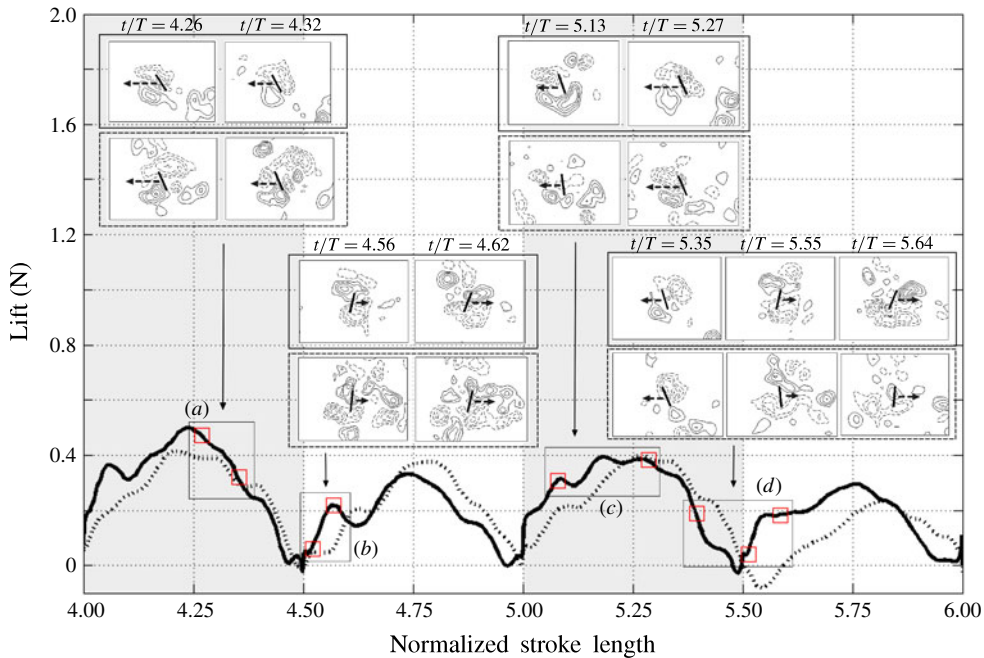 2.0
t/T = 4.26 t/T = 4.32
t/T = 5.13 t/T = 5.27
1.6
1.2
t/T = 4.56 t/T = 4.62
t/T = 5.35 t/T = 5.55 t/T = 5.64
Lift (N)
0.8
(a)
0.4
(d)
(c)
(b)
0
4.00 4.25 4.50 4.75 5.00 5.25 5.50 5.75 6.00
Normalized stroke length